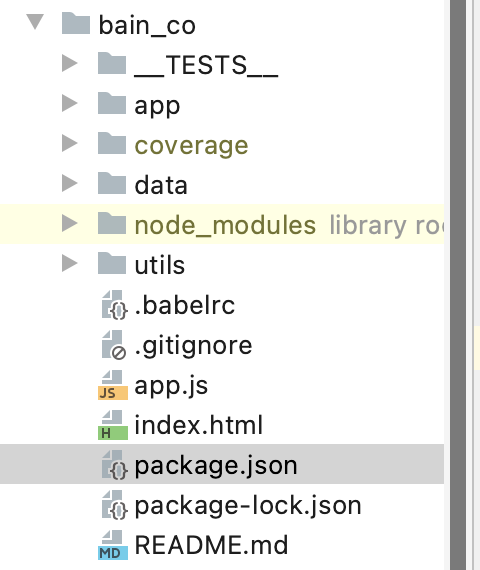 bain_co
__TESTS__
app
coverage
data
node_modules library roo
utils
.babelrc
.gitignore
JS app.js
H index.html
package.json
package-lock.json
MD README.md